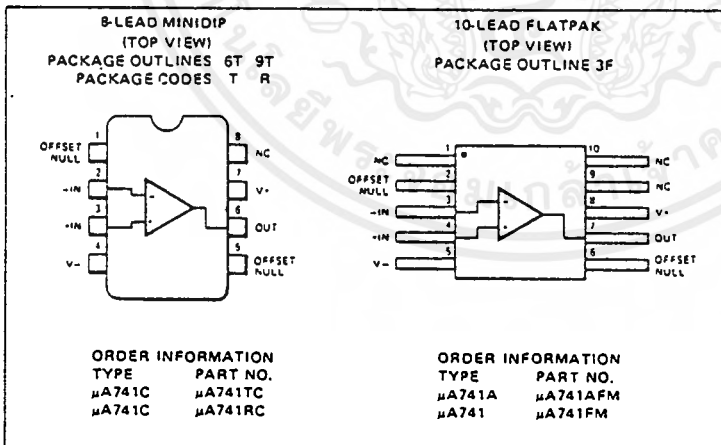 8-LEAD MINIDIP
(TOP VIEW)
PACKAGE OUTLINES 6T 9T
PACKAGE CODES T R
1
OFFSET
NULL
2
-IN
3
+IN
4
V-
8
NC
7
V+
6
OUT
5
OFFSET
NULL
ORDER INFORMATION
TYPE PART NO.
µA741C µA741TC
µA741C µA741RC
10-LEAD FLATPAK
(TOP VIEW)
PACKAGE OUTLINE 3F
1
NC
2
OFFSET
NULL
3
-IN
4
+IN
5
V-
10
NC
9
NC
8
V+
7
OUT
6
OFFSET
NULL
ORDER INFORMATION
TYPE PART NO.
µA741A µA741AFM
µA741 µA741FM